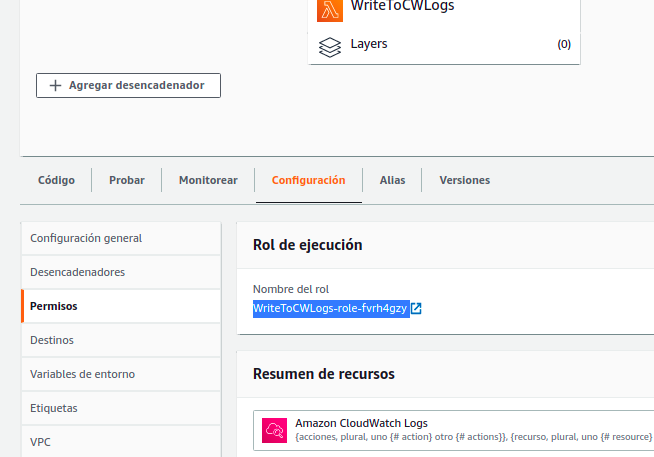 WriteToCWLogs
Layers (0)
Agregar desencadenador
Código Probar Monitorear Configuración Alias Versiones
Configuración general
Desencadenadores
Permisos
Destinos
Variables de entorno
Etiquetas
VPC
Rol de ejecución
Nombre del rol
WriteToCWLogs-role-fvrh4gzy
Resumen de recursos
Amazon CloudWatch Logs
{acciones, plural, uno {# action} otro {# actions}}, {recurso, plural, uno {# resource}